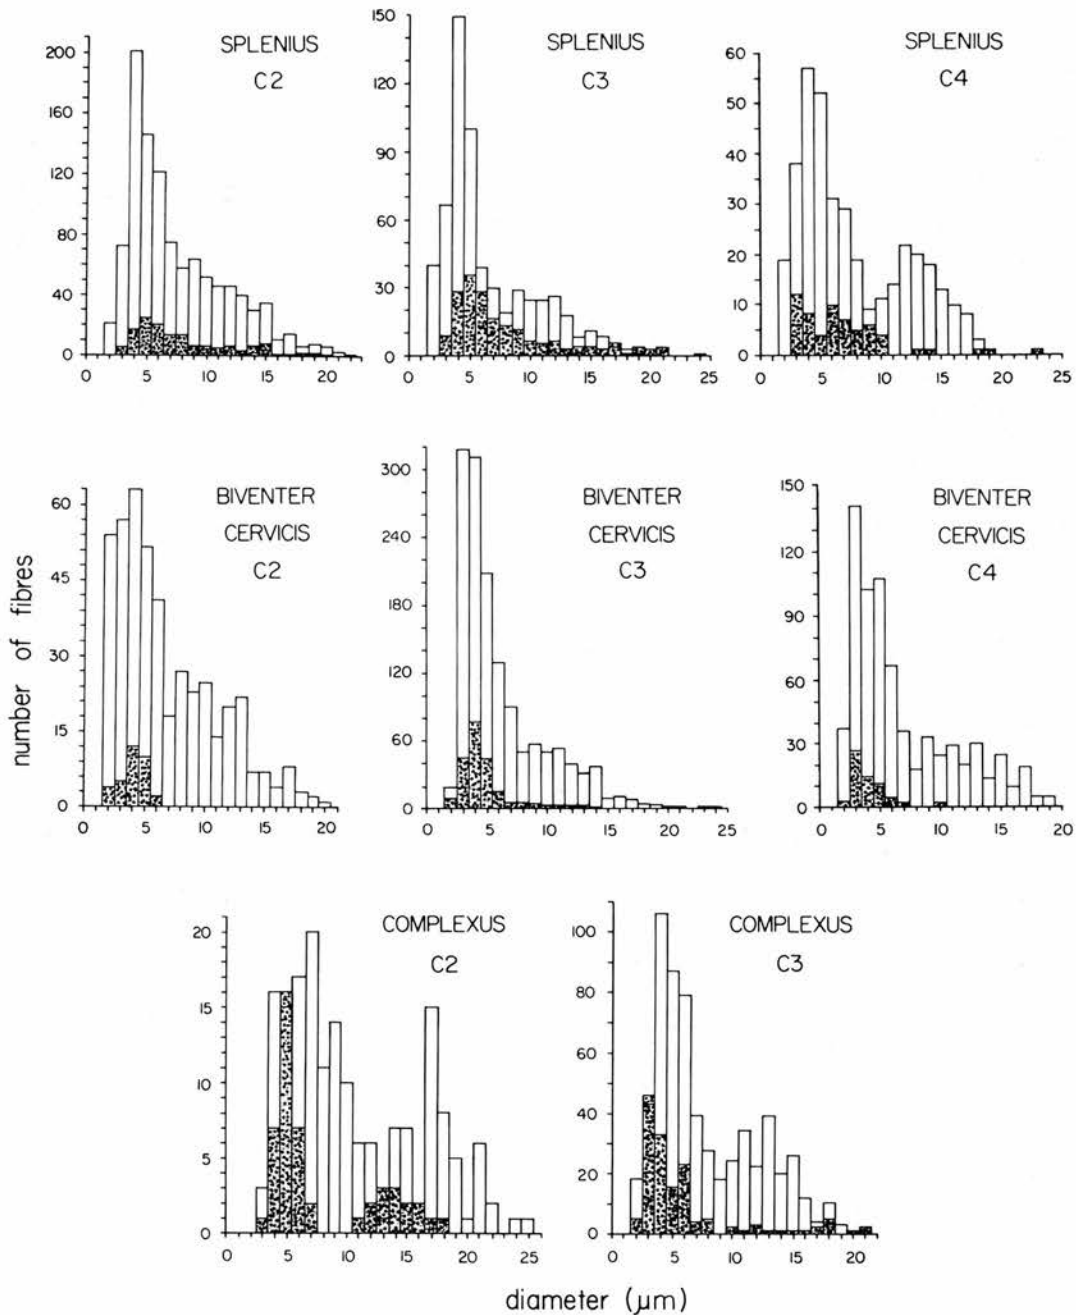 SPLENIUS
C2
200
160
120
80
40
0
0 5 10 15 20
SPLENIUS
C3
150
120
90
60
30
0
0 5 10 15 20 25
SPLENIUS
C4
60
50
40
30
20
10
0
0 5 10 15 20 25
number of fibres
BIVENTER
CERVICIS
C2
60
45
30
15
0
0 5 10 15 20
BIVENTER
CERVICIS
C3
300
240
180
120
60
0
0 5 10 15 20 25
BIVENTER
CERVICIS
C4
150
120
90
60
30
0
0 5 10 15 20
COMPLEXUS
C2
20
15
10
5
0
0 5 10 15 20 25
COMPLEXUS
C3
100
80
60
40
20
0
0 5 10 15 20
diameter (μm)